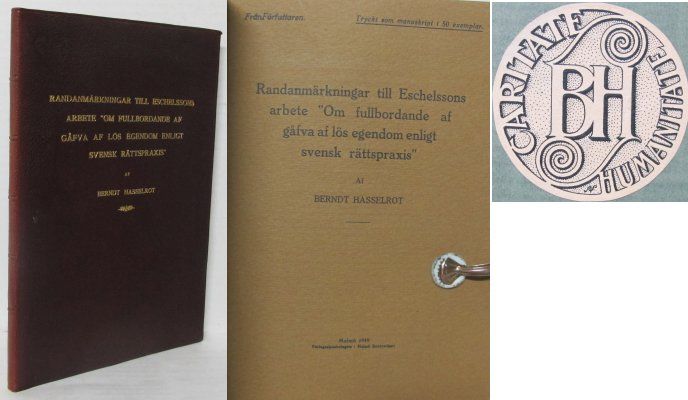 RANDANMÄRKNINGAR TILL ESCHELSSONS
ARBETE "OM FULLBORDANDE AF
GÅFVA AF LÖS EGENDOM ENLIGT
SVENSK RÄTTSPRAXIS"
AF
BERNDT HASSELROT
Från Författaren.
Tryckt som manuskript i 50 exemplar.
Randanmärkningar till Eschelssons
arbete "Om fullbordande af
gåfva af lös egendom enligt
svensk rättspraxis"
AF
BERNDT HASSELROT
Malmö 1919
CARITATE
BH
HUMANITATE